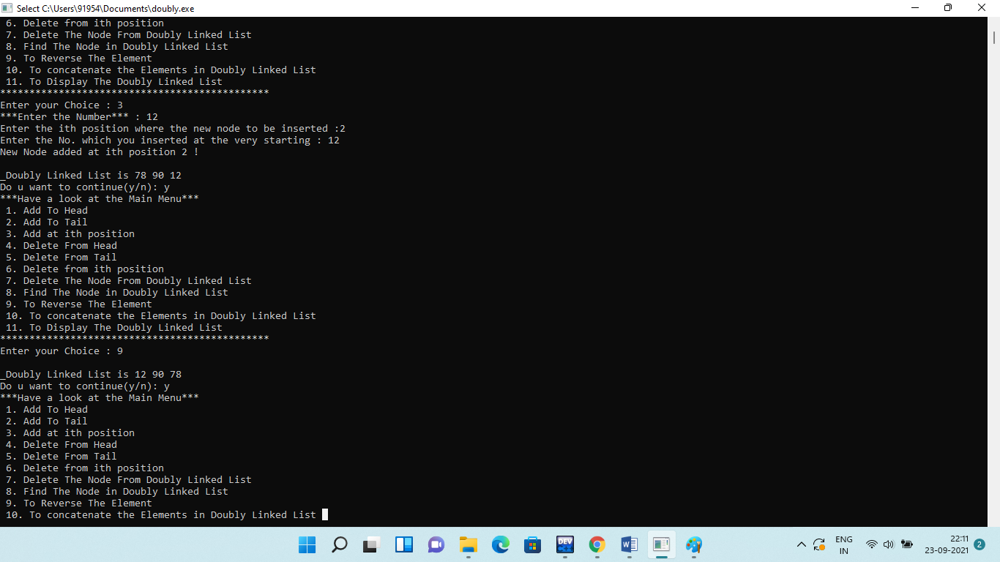 Select C:\Users\91954\Documents\doubly.exe
6. Delete from ith position
7. Delete The Node From Doubly Linked List
8. Find The Node in Doubly Linked List
9. To Reverse The Element
10. To concatenate the Elements in Doubly Linked List
11. To Display The Doubly Linked List
**********************************************
Enter your Choice : 3
***Enter the Number*** : 12
Enter the ith position where the new node to be inserted :2
Enter the No. which you inserted at the very starting : 12
New Node added at ith position 2 !
_Doubly Linked List is 78 90 12
Do u want to continue(y/n): y
***Have a look at the Main Menu***
1. Add To Head
2. Add To Tail
3. Add at ith position
4. Delete From Head
5. Delete From Tail
6. Delete from ith position
7. Delete The Node From Doubly Linked List
8. Find The Node in Doubly Linked List
9. To Reverse The Element
10. To concatenate the Elements in Doubly Linked List
11. To Display The Doubly Linked List
**********************************************
Enter your Choice : 9
_Doubly Linked List is 12 90 78
Do u want to continue(y/n): y
***Have a look at the Main Menu***
1. Add To Head
2. Add To Tail
3. Add at ith position
4. Delete From Head
5. Delete From Tail
6. Delete from ith position
7. Delete The Node From Doubly Linked List
8. Find The Node in Doubly Linked List
9. To Reverse The Element
10. To concatenate the Elements in Doubly Linked List
DEV
W
ENG
IN
22:11
23-09-2021
2